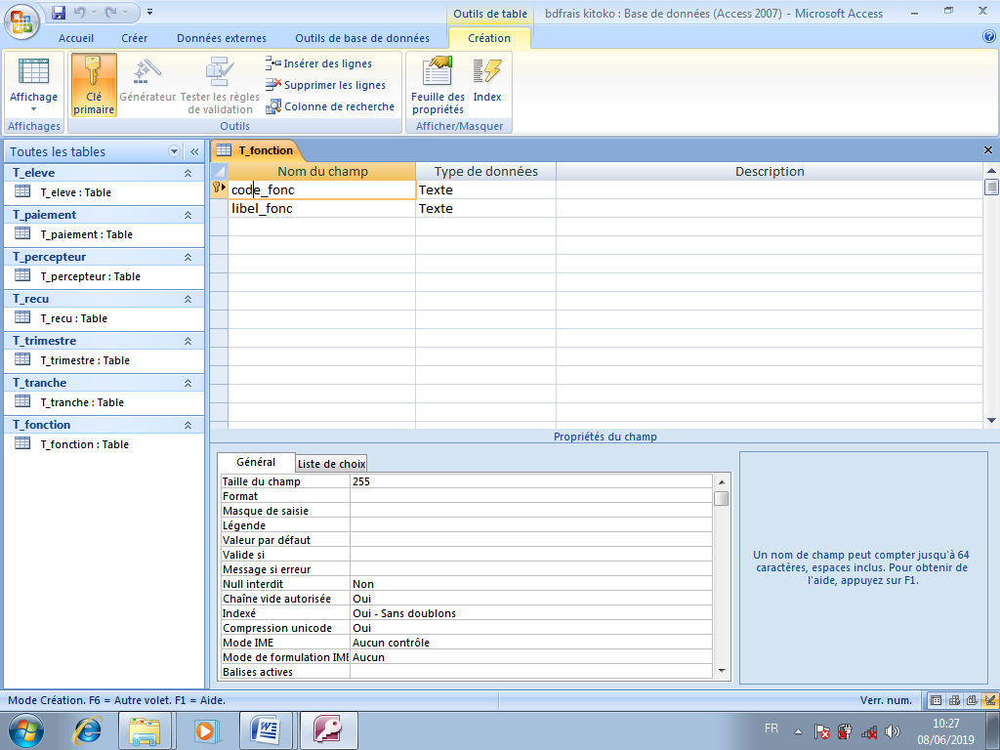 Outils de table
bdfrais kitoko : Base de données (Access 2007) - Microsoft Access
Accueil Créer Données externes Outils de base de données Création
Affichage
Clé primaire
Générateur
Tester les règles de validation
Insérer des lignes
Supprimer les lignes
Colonne de recherche
Feuille des propriétés
Index
Affichages Outils Afficher/Masquer
Toutes les tables
T_eleve
T_eleve : Table
T_paiement
T_paiement : Table
T_percepteur
T_percepteur : Table
T_recu
T_recu : Table
T_trimestre
T_trimestre : Table
T_tranche
T_tranche : Table
T_fonction
T_fonction : Table
T_fonction
Nom du champ Type de données Description
code_fonc Texte
libel_fonc Texte
Propriétés du champ
Général Liste de choix
Taille du champ 255
Format
Masque de saisie
Légende
Valeur par défaut
Valide si
Message si erreur
Null interdit Non
Chaîne vide autorisée Oui
Indexé Oui - Sans doublons
Compression unicode Oui
Mode IME Aucun contrôle
Mode de formulation IME Aucun
Balises actives
Un nom de champ peut compter jusqu'à 64
caractères, espaces inclus. Pour obtenir de
l'aide, appuyez sur F1.
Mode Création. F6 = Autre volet. F1 = Aide. Verr. num.
FR
10:27
08/06/2019